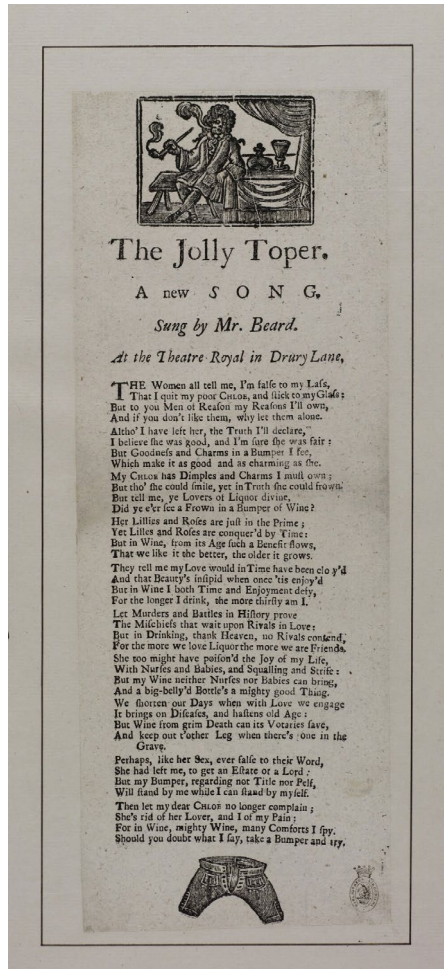 The Jolly Toper.
A new SONG.
Sung by Mr. Beard.
At the Theatre Royal in Drury Lane,
THE Women all tell me, I'm false to my Lass,
That I quit my poor CHLOE, and stick to my Glass:
But to you Men of Reason my Reasons I'll own,
And if you don't like them, why let them alone.
Altho' I have left her, the Truth I'll declare,
I believe she was good, and I'm sure she was fair:
But Goodness and Charms in a Bumper I see,
Which make it as good and as charming as she.
My CHLOE has Dimples and Charms I must own;
But tho' she could smile, yet in Truth she could frown.
But tell me, ye Lovers of Liquor divine,
Did ye e'er see a Frown in a Bumper of Wine?
Her Lillies and Roses are just in the Prime;
Yet Lilles and Roses are conquer'd by Time:
But in Wine, from its Age such a Benefit flows,
That we like it the better, the older it grows.
They tell me my Love would in Time have been cloy'd
And that Beauty's insipid when once 'tis enjoy'd
But in Wine I both Time and Enjoyment defy,
For the longer I drink, the more thirsty am I.
Let Murders and Battles in History prove
The Mischiefs that wait upon Rivals in Love:
But in Drinking, thank Heaven, no Rivals contend,
For the more we love Liquor the more we are Friends.
She too might have poison'd the Joy of my Life,
With Nurses and Babies, and Squalling and Strife:
But my Wine neither Nurses nor Babies can bring,
And a big-belly'd Bottle's a mighty good Thing.
We shorten our Days when with Love we engage
It brings on Diseases, and hastens old Age:
But Wine from grim Death can its Votaries save,
And keep out t'other Leg when there's one in the
Grave.
Perhaps, like her Sex, ever false to their Word,
She had left me, to get an Estate or a Lord:
But my Bumper, regarding not Title nor Pelf,
Will stand by me while I can stand by myself.
Then let my dear CHLOE no longer complain;
She's rid of her Lover, and I of my Pain:
For in Wine, mighty Wine, many Comforts I spy.
Should you doubt what I say, take a Bumper and try.